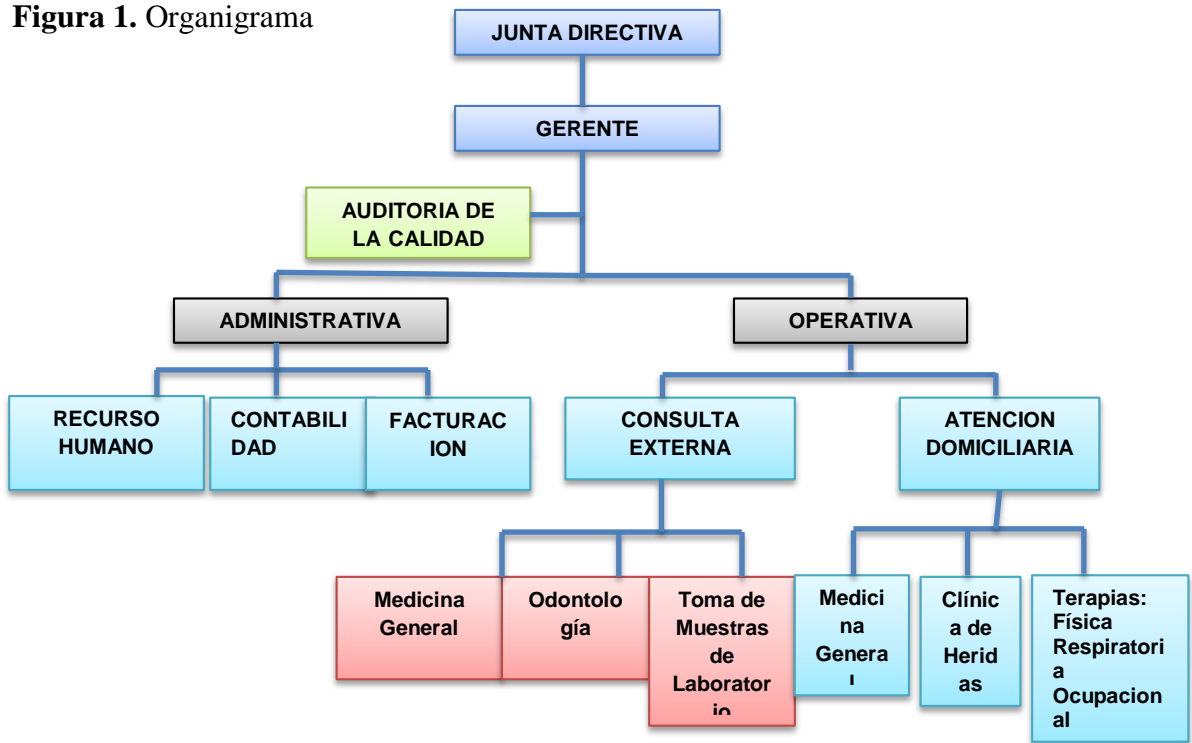 Figura 1. Organigrama
JUNTA DIRECTIVA
GERENTE
AUDITORIA DE
LA CALIDAD
ADMINISTRATIVA
OPERATIVA
RECURSO
HUMANO
CONTABILI
DAD
FACTURAC
ION
CONSULTA
EXTERNA
ATENCION
DOMICILIARIA
Medicina
General
Odontolo
gía
Toma de
Muestras
de
Laborator
io
Medici
na
Genera
l
Clínic
a de
Herid
as
Terapias:
Física
Respiratori
a
Ocupacion
al